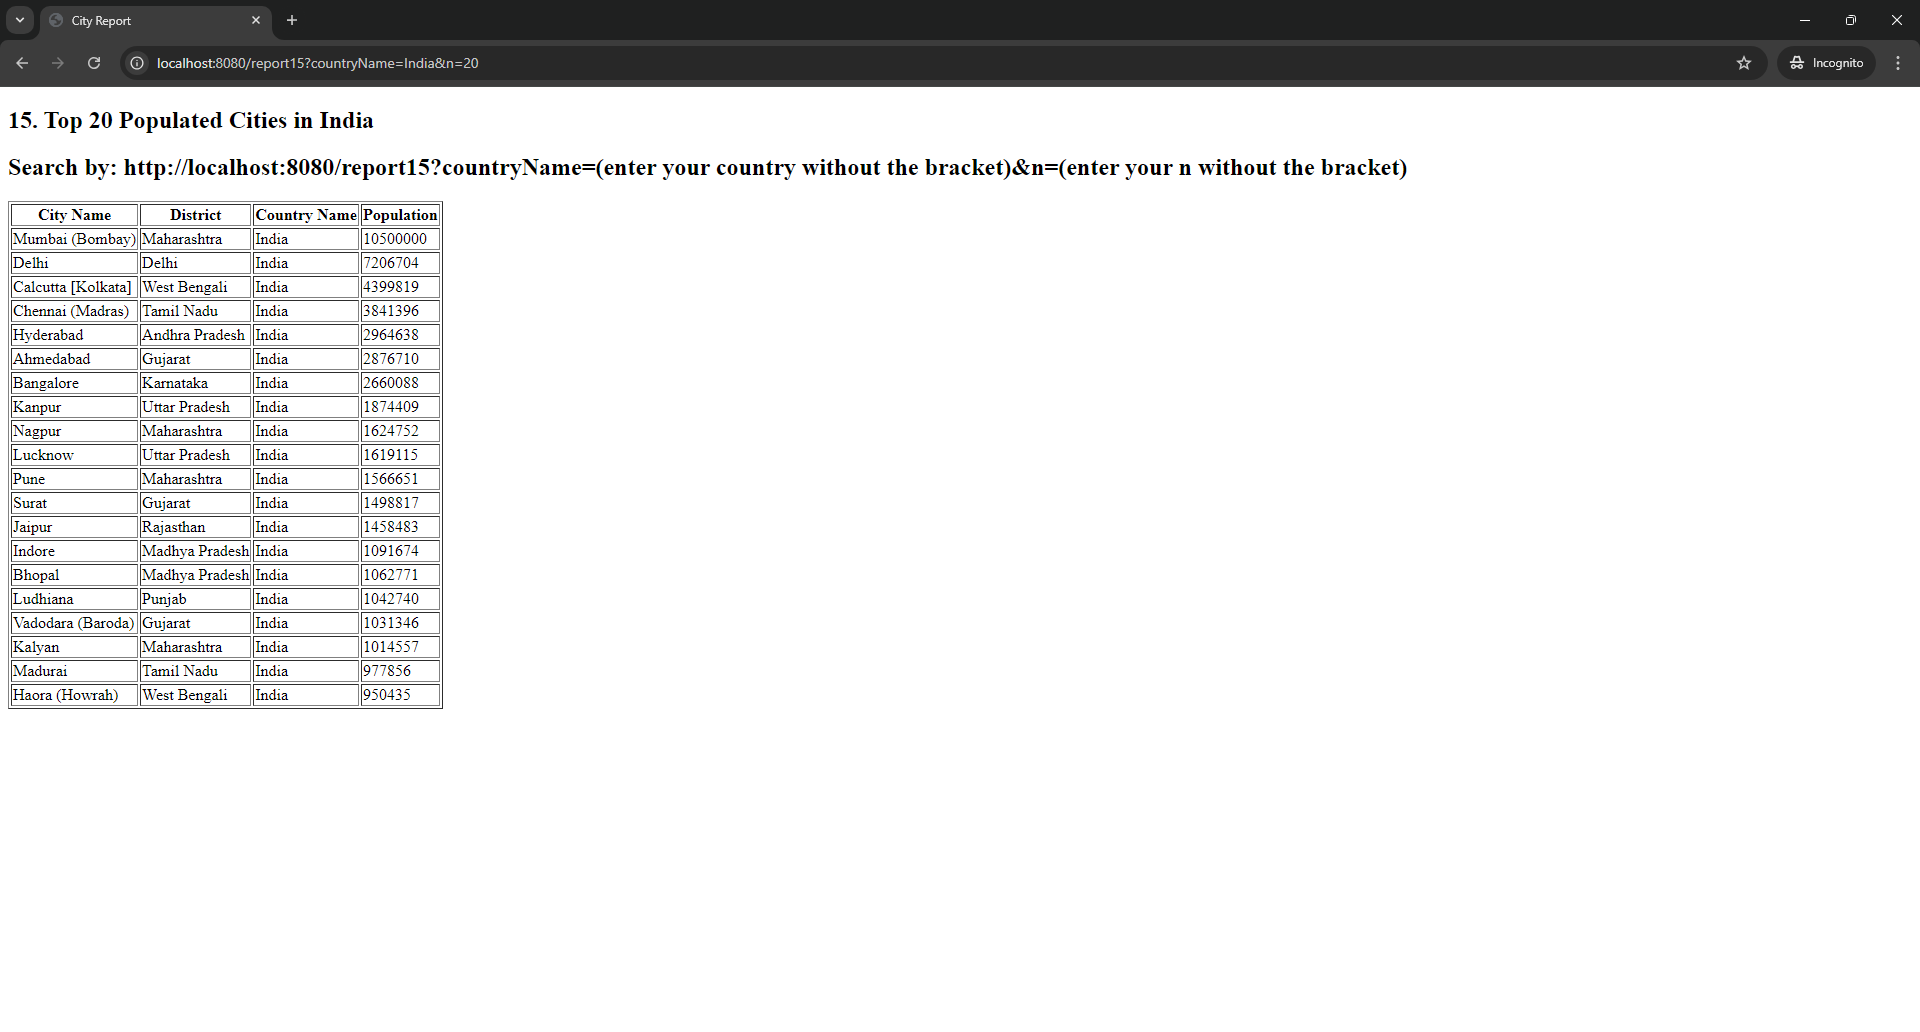 City Report
localhost:8080/report15?countryName=India&n=20
Incognito
15. Top 20 Populated Cities in India
Search by: http://localhost:8080/report15?countryName=(enter your country without the bracket)&n=(enter your n without the bracket)
City Name District Country Name Population
Mumbai (Bombay) Maharashtra India 10500000
Delhi Delhi India 7206704
Calcutta [Kolkata] West Bengali India 4399819
Chennai (Madras) Tamil Nadu India 3841396
Hyderabad Andhra Pradesh India 2964638
Ahmedabad Gujarat India 2876710
Bangalore Karnataka India 2660088
Kanpur Uttar Pradesh India 1874409
Nagpur Maharashtra India 1624752
Lucknow Uttar Pradesh India 1619115
Pune Maharashtra India 1566651
Surat Gujarat India 1498817
Jaipur Rajasthan India 1458483
Indore Madhya Pradesh India 1091674
Bhopal Madhya Pradesh India 1062771
Ludhiana Punjab India 1042740
Vadodara (Baroda) Gujarat India 1031346
Kalyan Maharashtra India 1014557
Madurai Tamil Nadu India 977856
Haora (Howrah) West Bengali India 950435